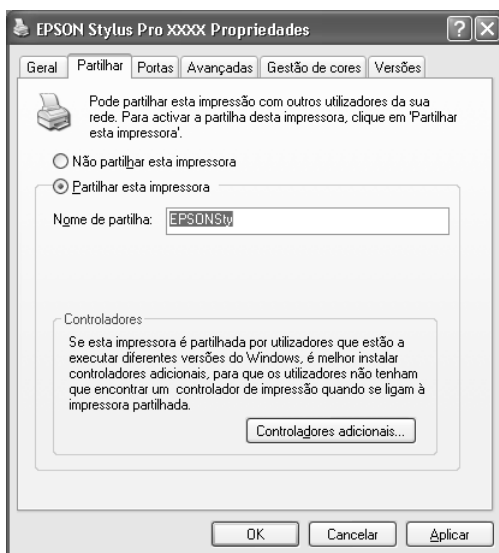 EPSON Stylus Pro XXXX Propriedades
Geral Partilhar Portas Avançadas Gestão de cores Versões
Pode partilhar esta impressão com outros utilizadores da sua
rede. Para activar a partilha desta impressora, clique em 'Partilhar
esta impressora'.
Não partilhar esta impressora
Partilhar esta impressora
Nome de partilha: EPSONSty
Controladores
Se esta impressora é partilhada por utilizadores que estão a
executar diferentes versões do Windows, é melhor instalar
controladores adicionais, para que os utilizadores não tenham
que encontrar um controlador de impressão quando se ligam à
impressora partilhada.
Controladores adicionais...
OK Cancelar Aplicar